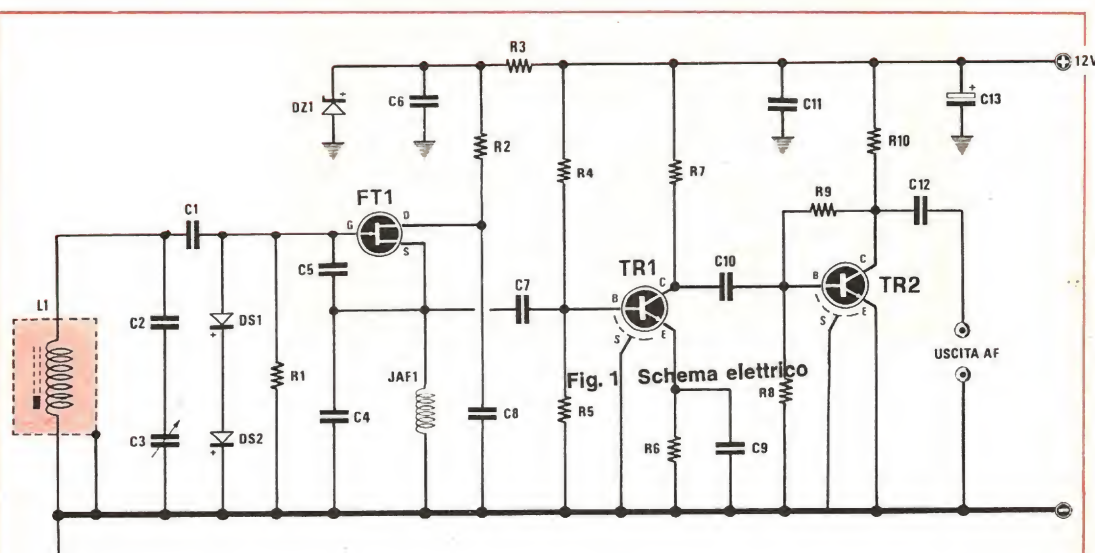 R3
12V
DZ1
C6
R2
C11
C13
R4
R7
R10
FT1
C1
G
D
S
R9
C12
C5
TR1
C10
TR2
L1
C7
B
C
E
S
B
C
E
S
C2
DS1
R1
JAF1
USCITA AF
Fig. 1 Schema elettrico
R8
C3
DS2
C4
C8
R5
R6
C9